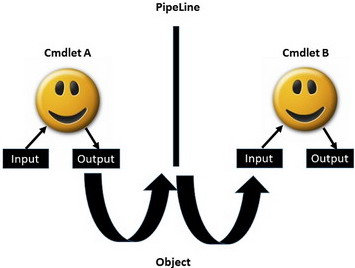 PipeLine
Cmdlet A
Cmdlet B
Input
Output
Input
Output
Object